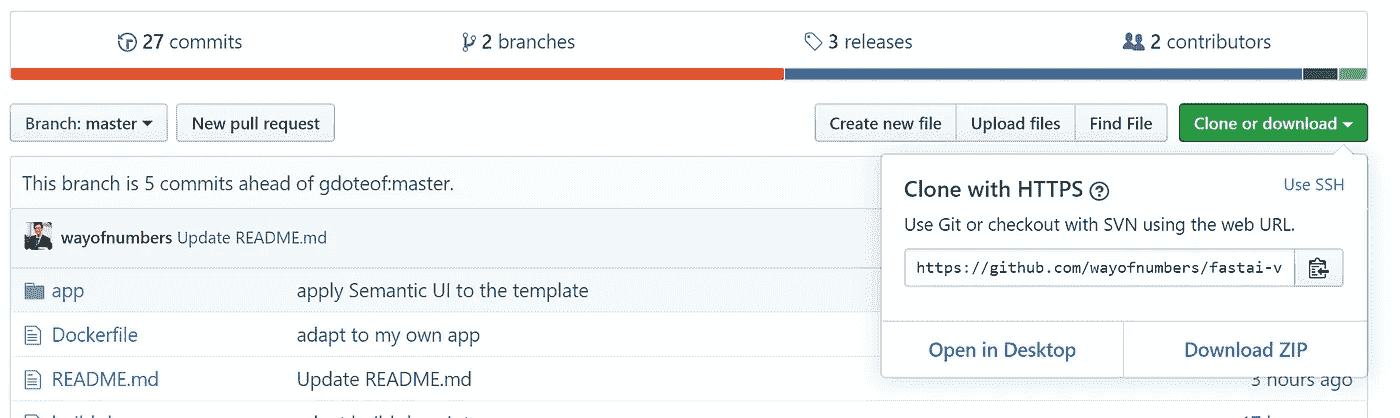 27 commits 2 branches 3 releases 2 contributors
Branch: master New pull request Create new file Upload files Find File Clone or download
This branch is 5 commits ahead of gdoteof:master.
Clone with HTTPS Use SSH
Use Git or checkout with SVN using the web URL.
wayofnumbers Update README.md
https://github.com/wayofnumbers/fastai-v
app apply Semantic UI to the template
Dockerfile adapt to my own app
Open in Desktop Download ZIP
README.md Update README.md 3 hours ago